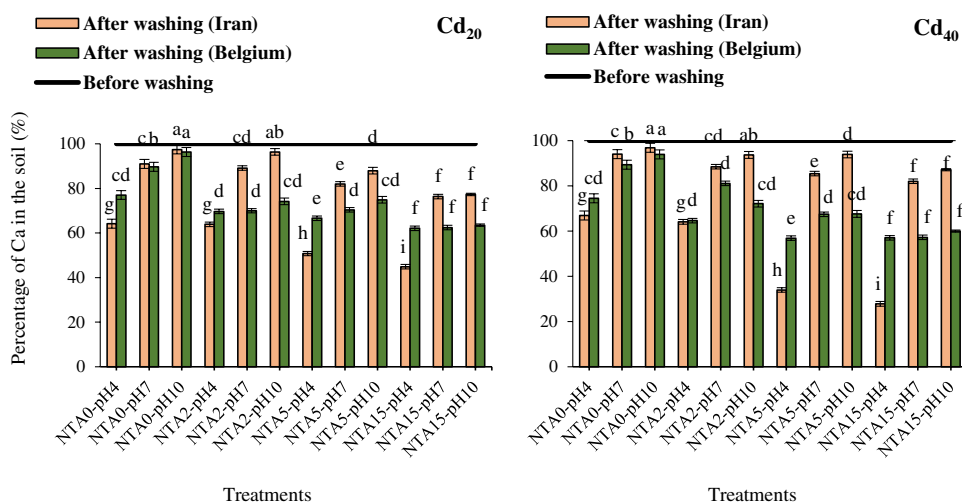 After washing (Iran)
After washing (Belgium)
Before washing
Cd20
Percentage of Ca in the soil (%)
100
80
60
40
20
0
g cd c b a a g d cd d ab cd h e e d d cd i f f f f f
NTA0-pH4
NTA0-pH7
NTA0-pH10
NTA2-pH4
NTA2-pH7
NTA2-pH10
NTA5-pH4
NTA5-pH7
NTA5-pH10
NTA15-pH4
NTA15-pH7
NTA15-pH10
Treatments
After washing (Iran)
After washing (Belgium)
Before washing
Cd40
100
80
60
40
20
0
g cd c b a a g d cd d ab cd h e e d d cd i f f f f f
NTA0-pH4
NTA0-pH7
NTA0-pH10
NTA2-pH4
NTA2-pH7
NTA2-pH10
NTA5-pH4
NTA5-pH7
NTA5-pH10
NTA15-pH4
NTA15-pH7
NTA15-pH10
Treatments